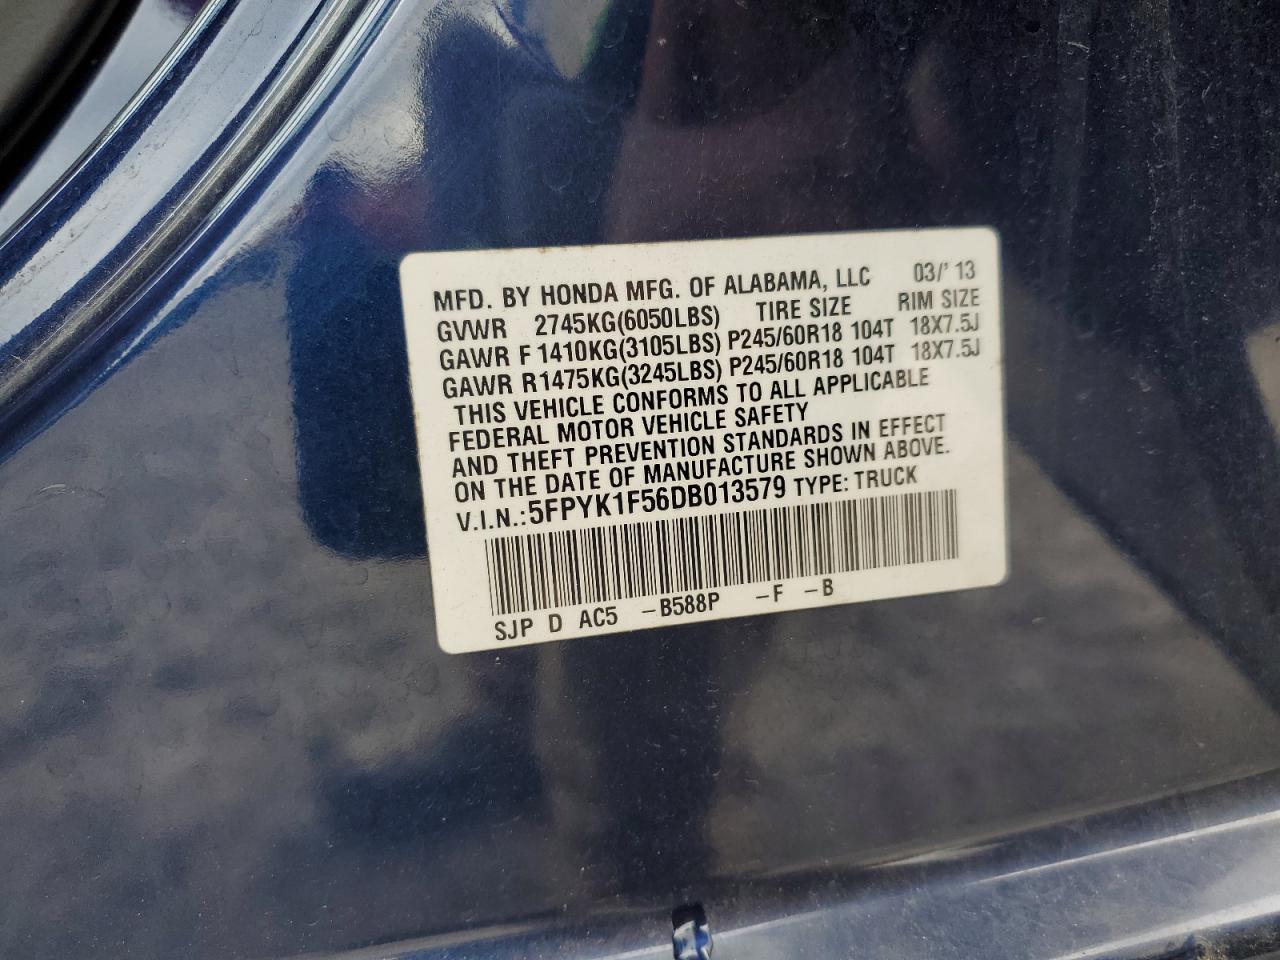 MFD. BY HONDA MFG. OF ALABAMA, LLC 03/'13
GVWR 2745KG(6050LBS) TIRE SIZE RIM SIZE
GAWR F 1410KG(3105LBS) P245/60R18 104T 18X7.5J
GAWR R1475KG(3245LBS) P245/60R18 104T 18X7.5J
THIS VEHICLE CONFORMS TO ALL APPLICABLE
FEDERAL MOTOR VEHICLE SAFETY
AND THEFT PREVENTION STANDARDS IN EFFECT
ON THE DATE OF MANUFACTURE SHOWN ABOVE.
V.I.N.:5FPYK1F56DB013579 TYPE: TRUCK
SJP D AC5 -B588P -F -B